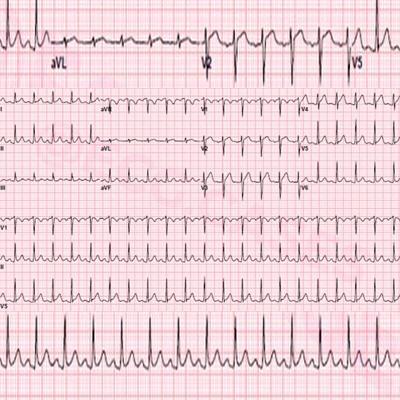 aVL V2 V5
I aVR V1 V4
II aVL V2 V5
III aVF V3 V6
V1
II
V5